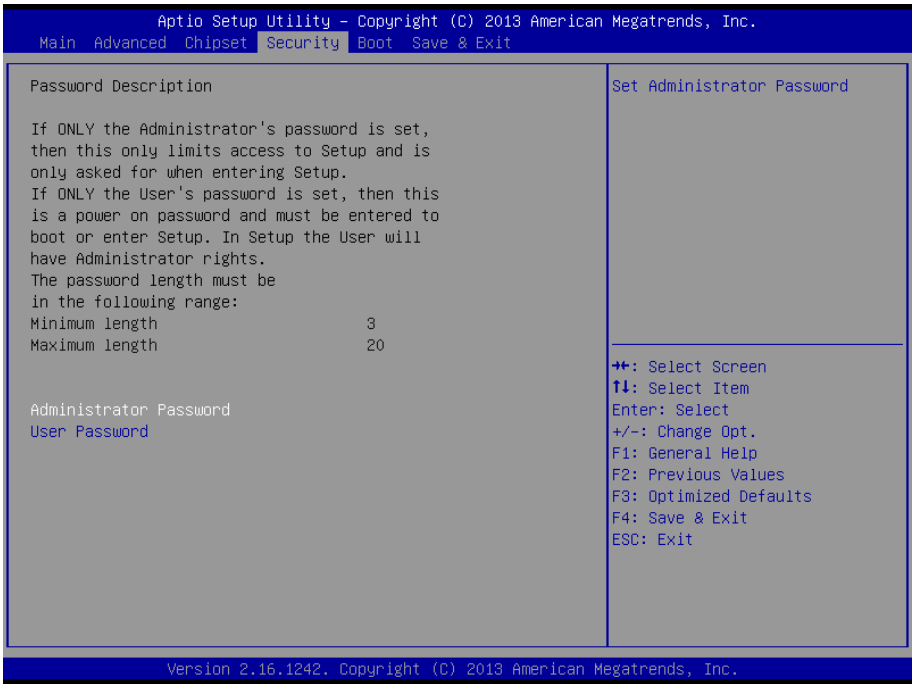 Aptio Setup Utility – Copyright (C) 2013 American Megatrends, Inc.
Main Advanced Chipset Security Boot Save & Exit
Password Description
If ONLY the Administrator's password is set,
then this only limits access to Setup and is
only asked for when entering Setup.
If ONLY the User's password is set, then this
is a power on password and must be entered to
boot or enter Setup. In Setup the User will
have Administrator rights.
The password length must be
in the following range:
Minimum length 3
Maximum length 20
Administrator Password
User Password
Set Administrator Password
→←: Select Screen
↑↓: Select Item
Enter: Select
+/-: Change Opt.
F1: General Help
F2: Previous Values
F3: Optimized Defaults
F4: Save & Exit
ESC: Exit
Version 2.16.1242. Copyright (C) 2013 American Megatrends, Inc.